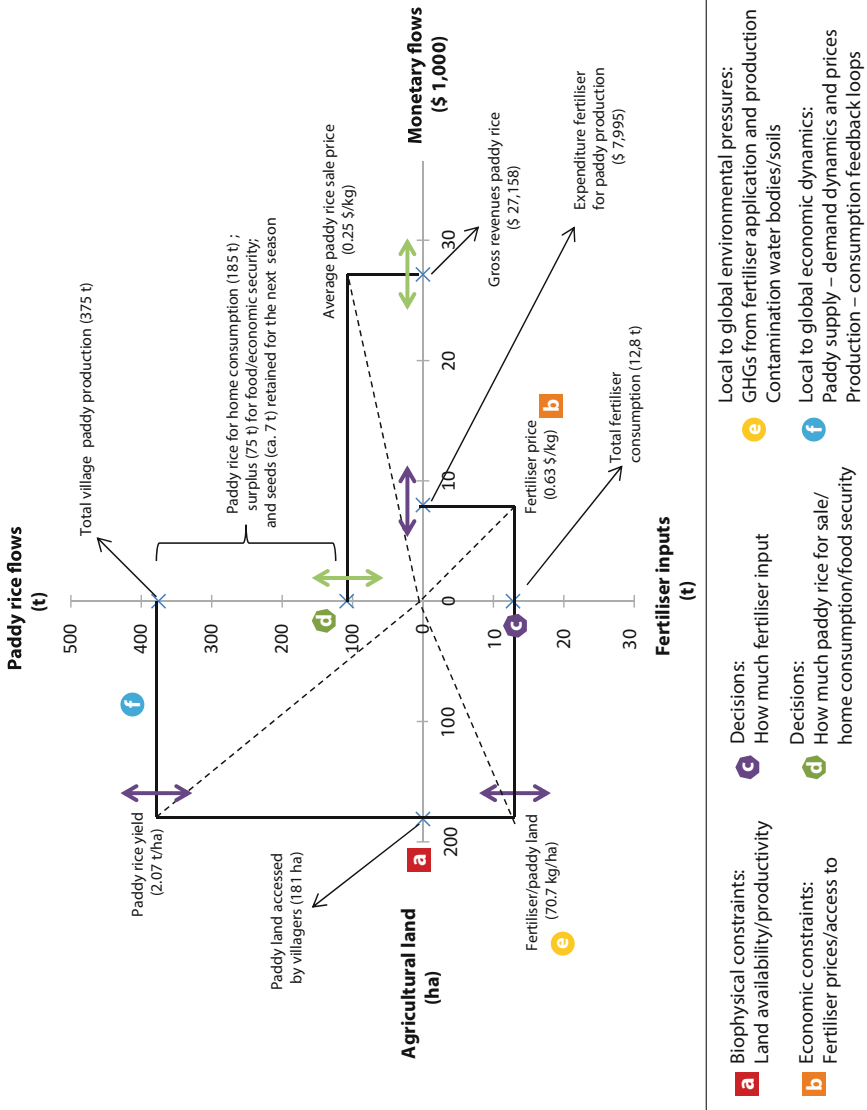 Paddy rice flows
(t)
Total village paddy production (375 t)
500
400
300
200
100
0
Paddy rice for home consumption (185 t) ;
surplus (75 t) for food/economic security;
and seeds (ca. 7 t) retained for the next season
Average paddy rice sale price
(0.25 $/kg)
Monetary flows
($ 1,000)
f
d
Paddy rice yield
(2.07 t/ha)
Paddy land accessed
by villagers (181 ha)
a
Agricultural land
(ha)
200
100
0
10
20
30
Gross revenues paddy rice
($ 27,158)
Expenditure fertiliser
for paddy production
($ 7,995)
Fertiliser/paddy land
(70.7 kg/ha)
e
c
Fertiliser price
(0.63 $/kg)
b
Total fertiliser
consumption (12,8 t)
10
20
30
Fertiliser inputs
(t)
a
Biophysical constraints:
Land availability/productivity
b
Economic constraints:
Fertiliser prices/access to
c
Decisions:
How much fertiliser input
d
Decisions:
How much paddy rice for sale/
home consumption/food security
e
Local to global environmental pressures:
GHGs from fertiliser application and production
Contamination water bodies/soils
f
Local to global economic dynamics:
Paddy supply – demand dynamics and prices
Production – consumption feedback loops